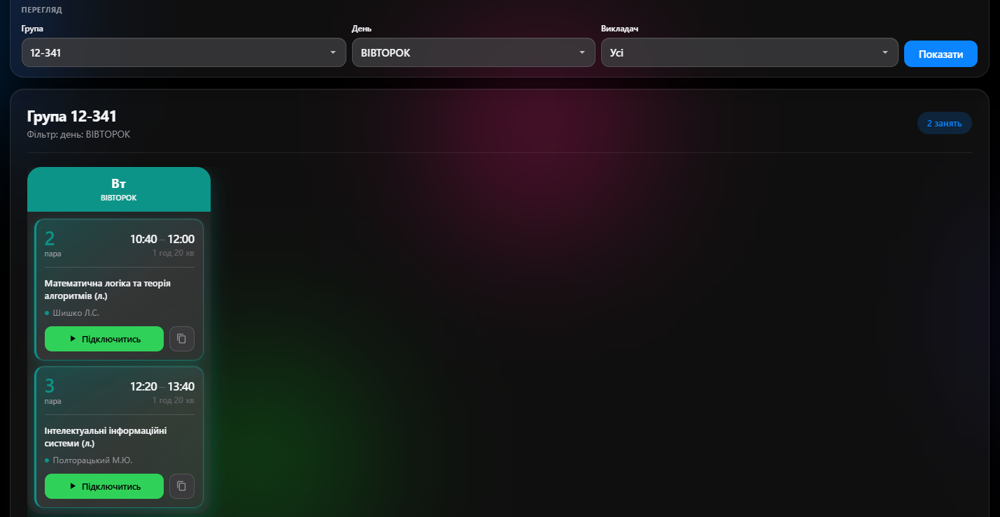 ПЕРЕГЛЯД
Група День Викладач
12-341 ВІВТОРОК Усі Показати
Група 12-341
Фільтр: день: ВІВТОРОК
2 занять
Вт
ВІВТОРОК
2 10:40 – 12:00
пара 1 год 20 хв
Математична логіка та теорія
алгоритмів (л.)
Шишко Л.С.
Підключитись
3 12:20 – 13:40
пара 1 год 20 хв
Інтелектуальні інформаційні
системи (л.)
Полторацький М.Ю.
Підключитись